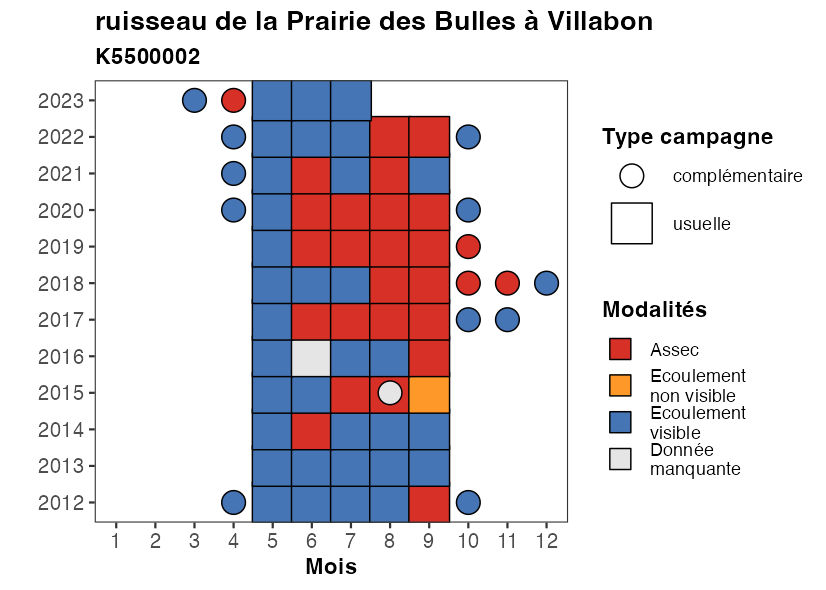 ruisseau de la Prairie des Bulles à Villabon
K5500002
2023
2022
2021
2020
2019
2018
2017
2016
2015
2014
2013
2012
1 2 3 4 5 6 7 8 9 10 11 12
Mois
Type campagne
complémentaire
usuelle
Modalités
Assec
Ecoulement
non visible
Ecoulement
visible
Donnée
manquante